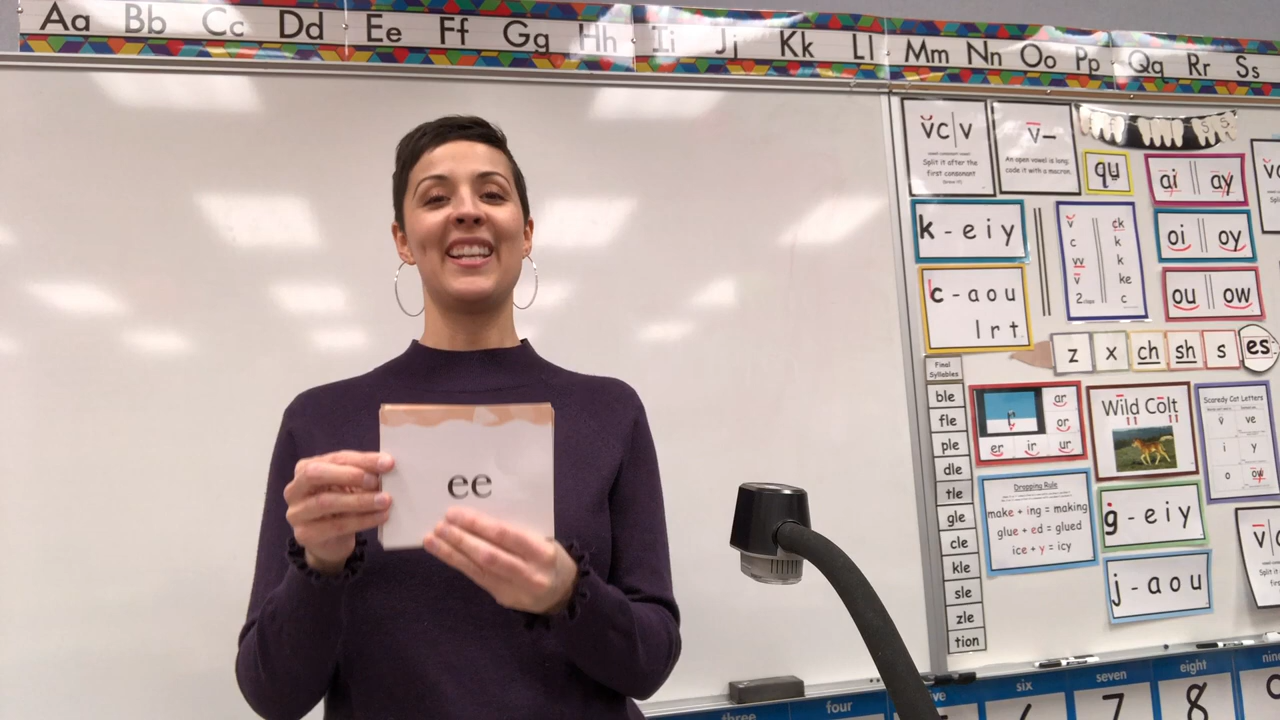 Aa Bb Cc Dd Ee Ff Gg Hh Ii Jj Kk Ll Mm Nn Oo Pp Qq Rr Ss
ee
v̆c|v
Split it after the
first consonant
v̄–
An open vowel is long;
code it with a macron.
qu
ai || ay
k - e i y
v̆ ck
c k
vv k
v̄ ke
c
oi || oy
c - a o u
l r t
ou || ow
z x ch sh s es
Final
Syllables
ble
fle
ple
dle
tle
gle
cle
kle
sle
zle
tion
ar
or
er ir ur
Wild Colt
Scaredy Cat Letters
v ve
i y
o ow
Dropping Rule
make + ing = making
glue + ed = glued
ice + y = icy
g - e i y
j - a o u
three four six seven eight
7 8